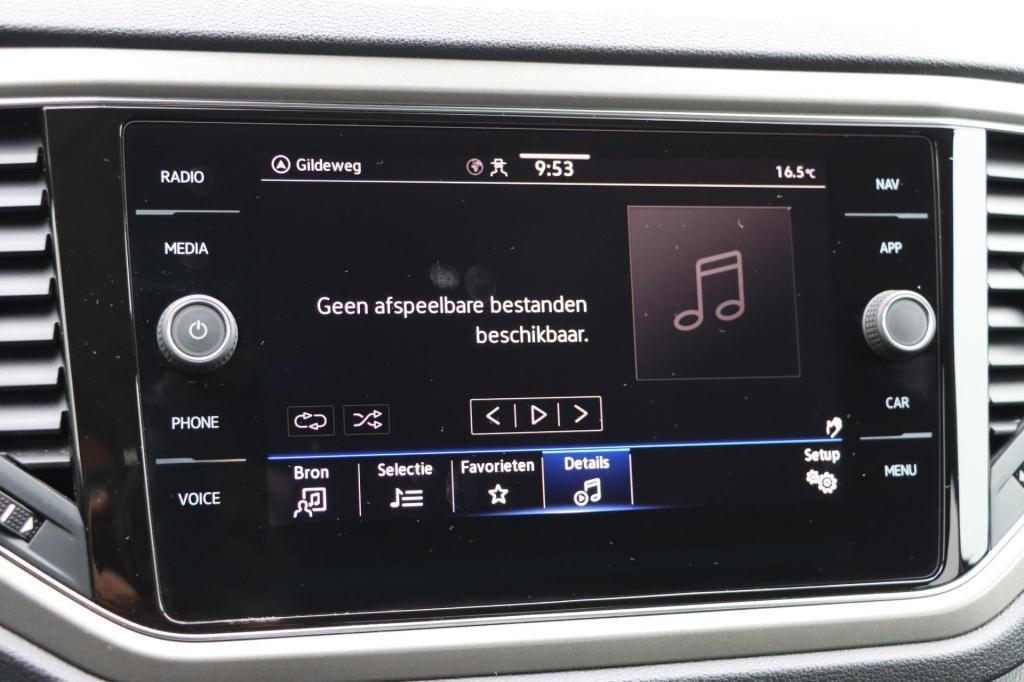 RADIO
MEDIA
PHONE
VOICE
Gildeweg
9:53
16.5°C
Geen afspeelbare bestanden
beschikbaar.
Bron
Selectie
Favorieten
Details
Setup
NAV
APP
CAR
MENU